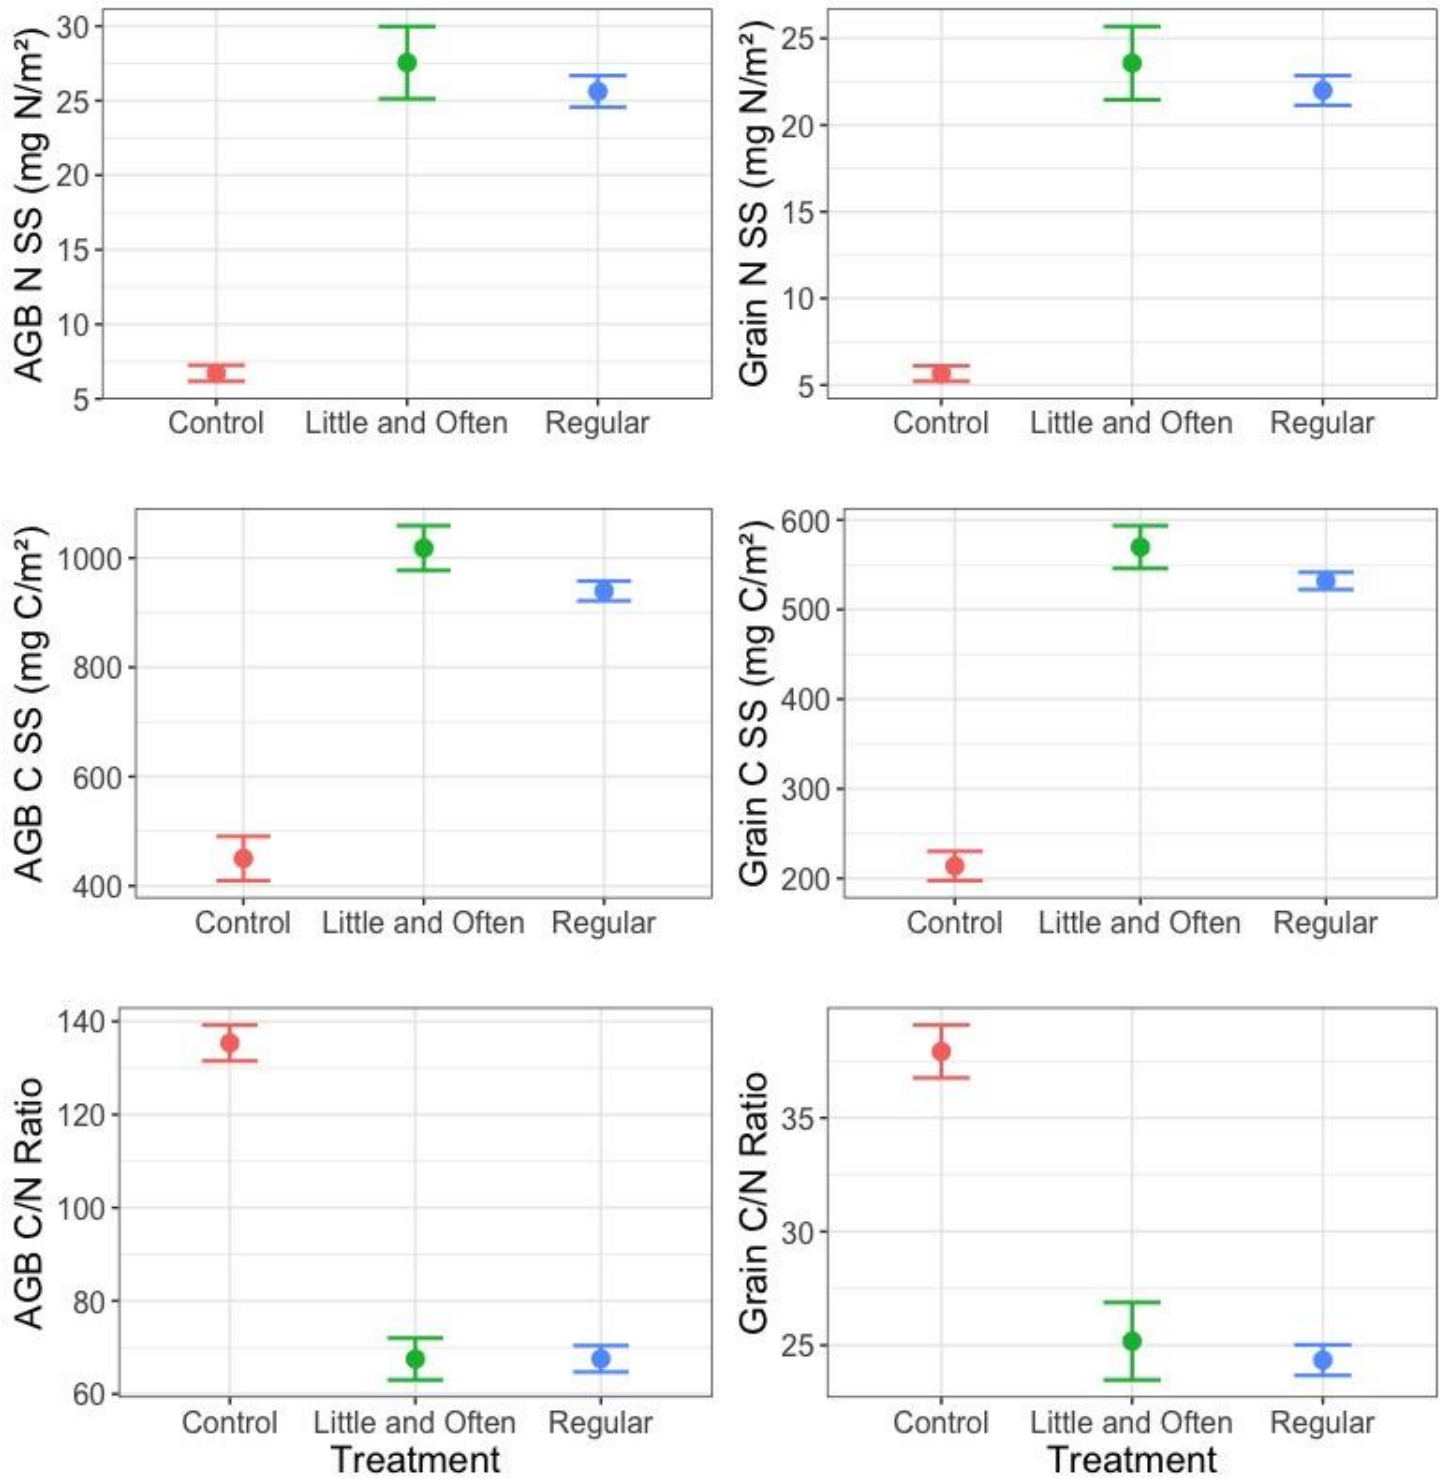 AGB N SS (mg N/m²)
30
25
20
15
10
5
Control Little and Often Regular
Grain N SS (mg N/m²)
25
20
15
10
5
Control Little and Often Regular
AGB C SS (mg C/m²)
1000
800
600
400
Control Little and Often Regular
Grain C SS (mg C/m²)
600
500
400
300
200
Control Little and Often Regular
AGB C/N Ratio
140
120
100
80
60
Control Little and Often Regular
Treatment
Grain C/N Ratio
35
30
25
Control Little and Often Regular
Treatment